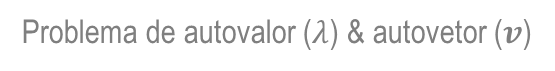 Problema de autovalor (λ) & autovetor (𝒗)